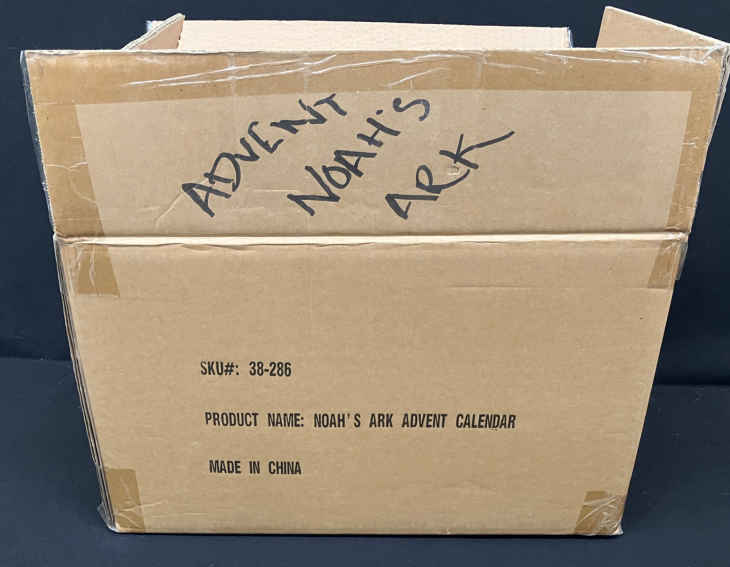 ADVENT
NOAH'S
ARK
SKU#: 38-286
PRODUCT NAME: NOAH'S ARK ADVENT CALENDAR
MADE IN CHINA